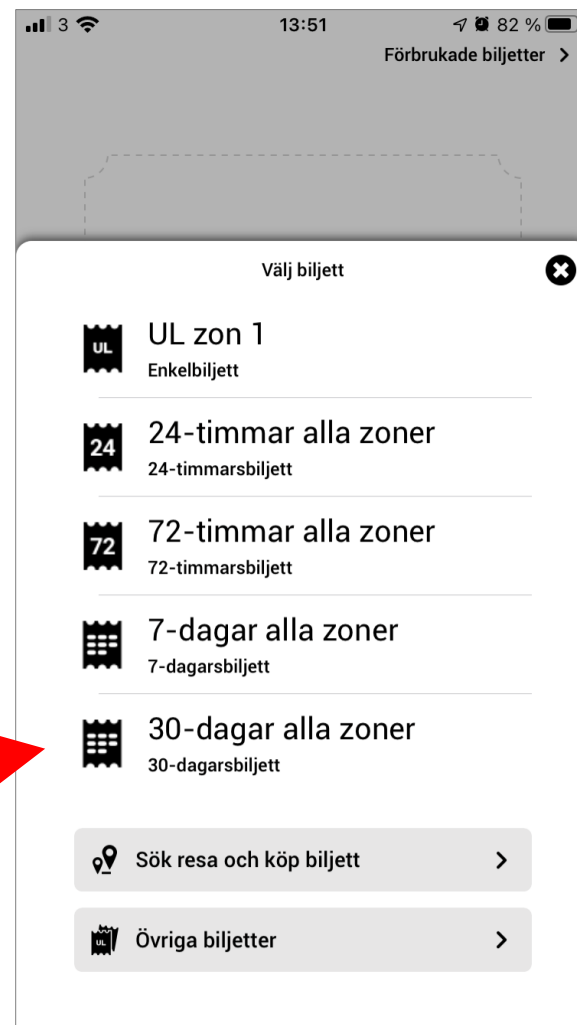 3 13:51 82 %
Förbrukade biljetter
Välj biljett
UL
UL zon 1
Enkelbiljett
24
24-timmar alla zoner
24-timmarsbiljett
72
72-timmar alla zoner
72-timmarsbiljett
7-dagar alla zoner
7-dagarsbiljett
30-dagar alla zoner
30-dagarsbiljett
Sök resa och köp biljett
UL
Övriga biljetter